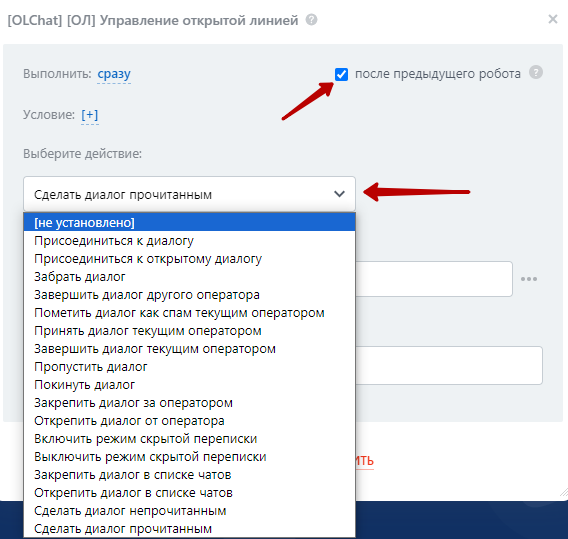 [OLChat] [ОЛ] Управление открытой линией ?
Выполнить: сразу после предыдущего робота ?
Условие: [+]
Выберите действие:
Сделать диалог прочитанным
[не установлено]
Присоединиться к диалогу
Присоединиться к открытому диалогу
Забрать диалог
Завершить диалог другого оператора
Пометить диалог как спам текущим оператором
Принять диалог текущим оператором
Завершить диалог текущим оператором
Пропустить диалог
Покинуть диалог
Закрепить диалог за оператором
Открепить диалог от оператора
Включить режим скрытой переписки
Выключить режим скрытой переписки
Закрепить диалог в списке чатов
Открепить диалог в списке чатов
Сделать диалог непрочитанным
Сделать диалог прочитанным